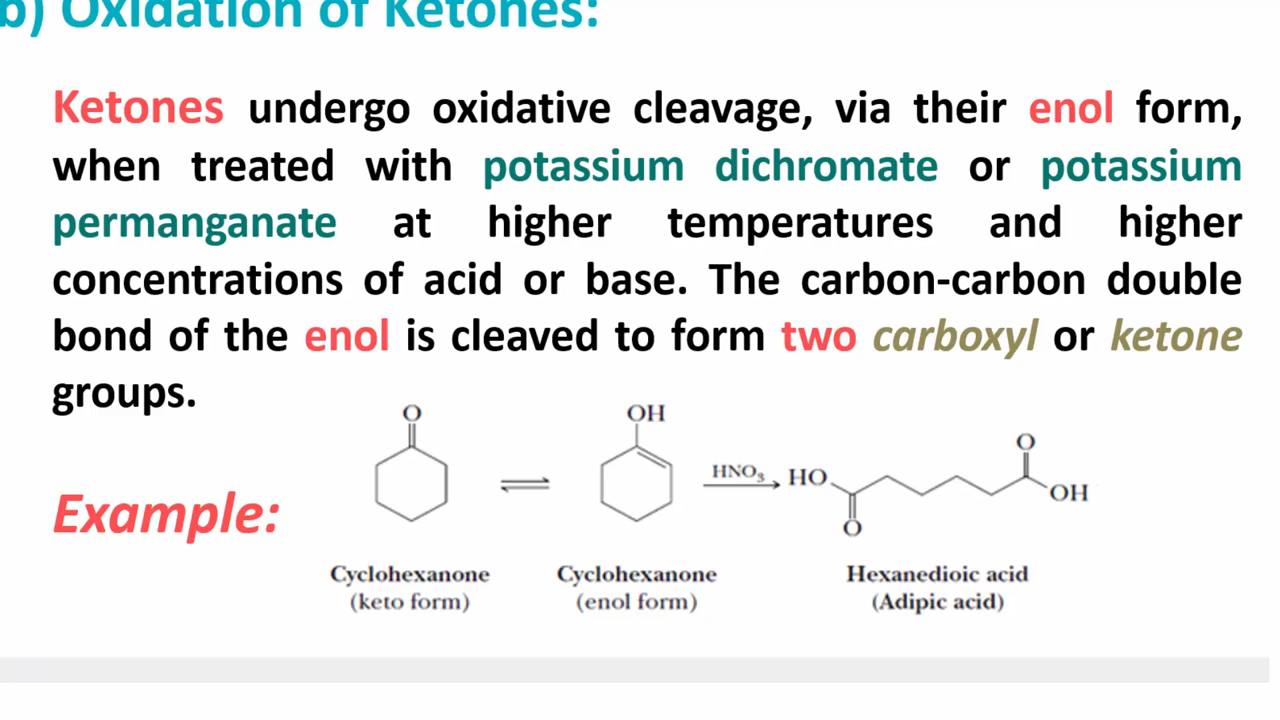 b) Oxidation of Ketones:
Ketones undergo oxidative cleavage, via their enol form,
when treated with potassium dichromate or potassium
permanganate at higher temperatures and higher
concentrations of acid or base. The carbon-carbon double
bond of the enol is cleaved to form two carboxyl or ketone
groups.
Example:
O
OH
HNO3
HO
O
O
OH
Cyclohexanone
(keto form)
Cyclohexanone
(enol form)
Hexanedioic acid
(Adipic acid)